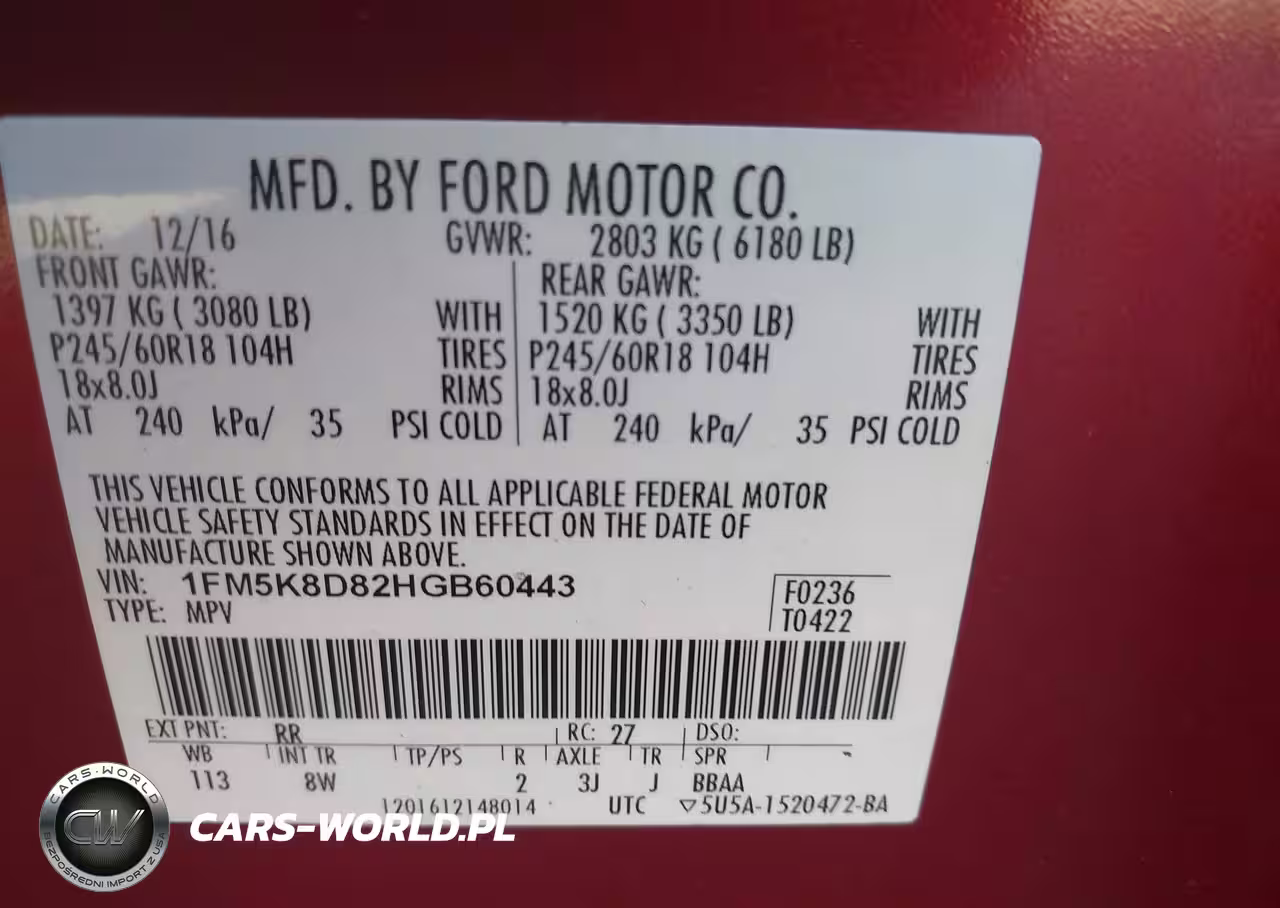 MFD. BY FORD MOTOR CO.
DATE: 12/16 GVWR: 2803 KG ( 6180 LB)
FRONT GAWR: REAR GAWR:
1397 KG ( 3080 LB) WITH 1520 KG ( 3350 LB) WITH
P245/60R18 104H TIRES P245/60R18 104H TIRES
18x8.0J RIMS 18x8.0J RIMS
AT 240 kPa/ 35 PSI COLD AT 240 kPa/ 35 PSI COLD
THIS VEHICLE CONFORMS TO ALL APPLICABLE FEDERAL MOTOR
VEHICLE SAFETY STANDARDS IN EFFECT ON THE DATE OF
MANUFACTURE SHOWN ABOVE.
VIN: 1FM5K8D82HGB60443 F0236
TYPE: MPV T0422
EXT PNT: RR RC: 27 DSO:
WB INT TR TP/PS R AXLE TR SPR
113 8W 2 3J J BBAA
1201612148014 UTC ▽5U5A-1520472-BA
CARS-WORLD
CW
BEZPOŚREDNI IMPORT Z USA
CARS-WORLD.PL